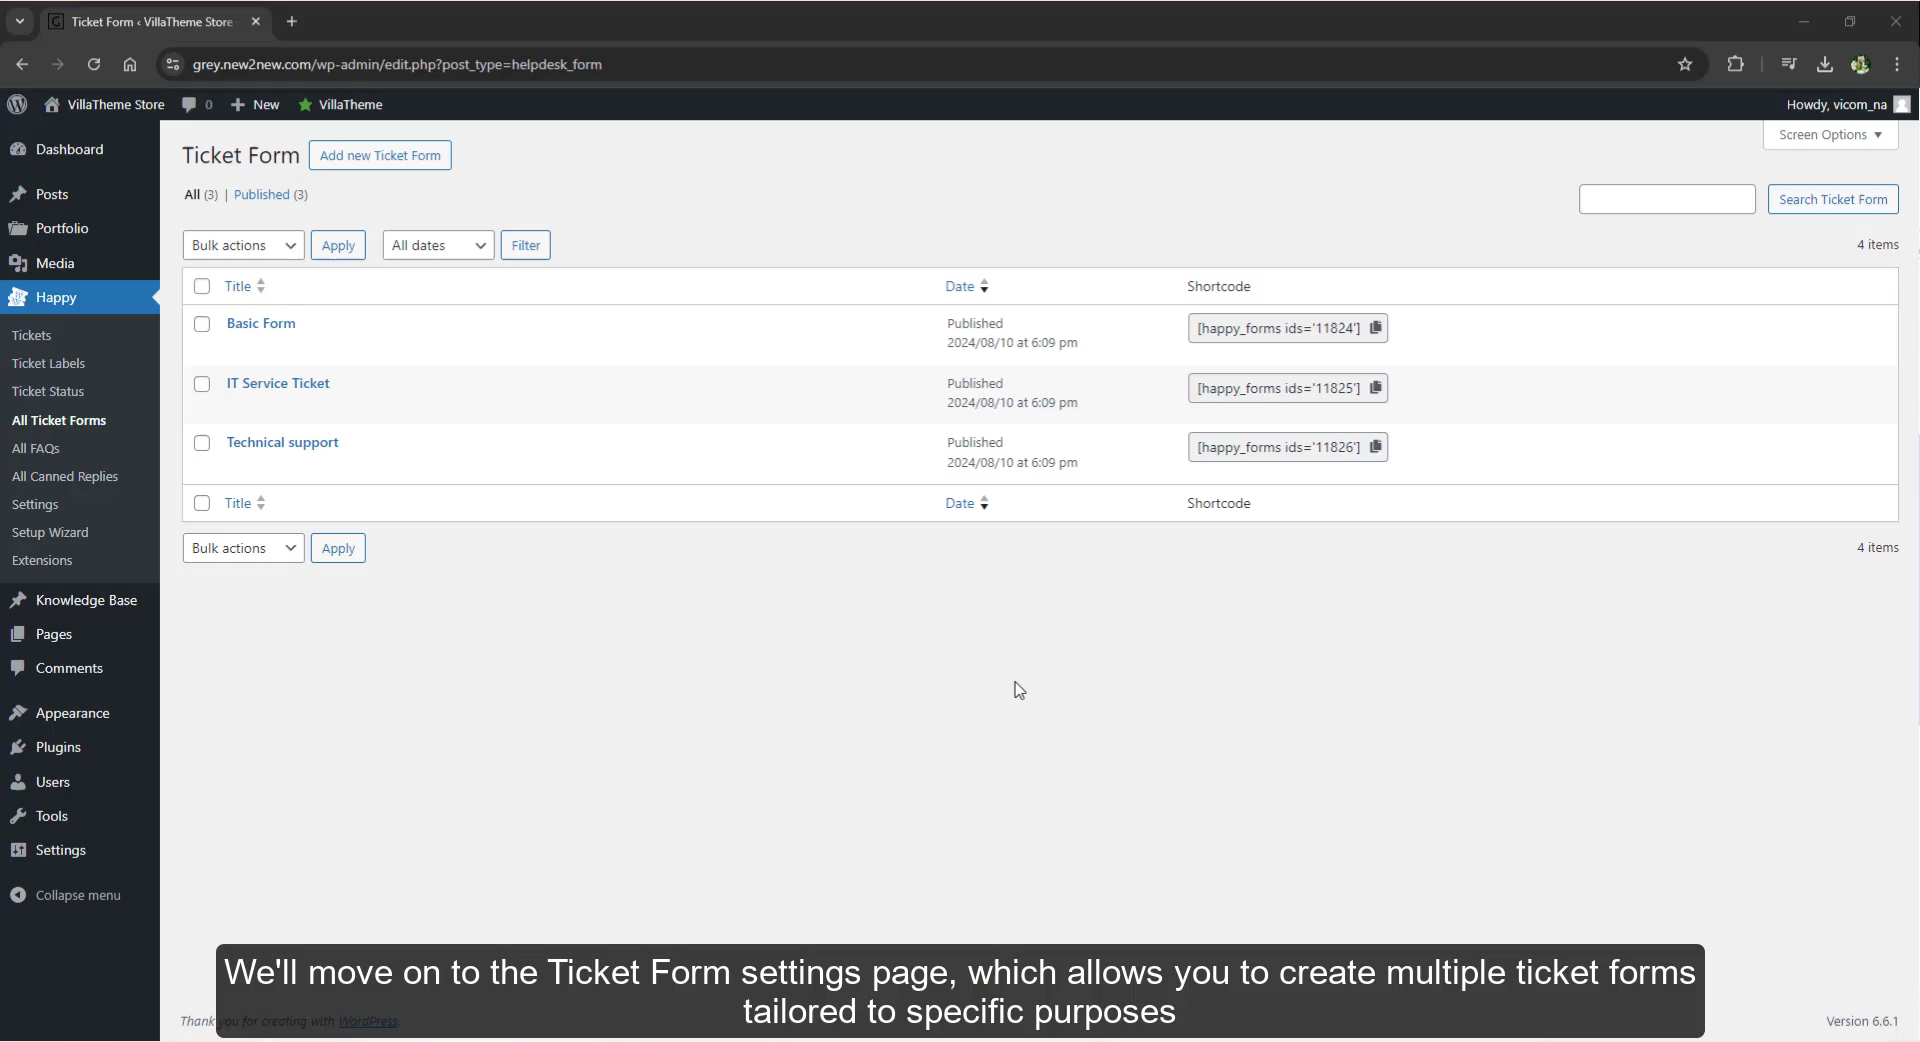 Ticket Form ‹ VillaTheme Store
grey.new2new.com/wp-admin/edit.php?post_type=helpdesk_form
VillaTheme Store
0
New
VillaTheme
Howdy, vicom_na
Screen Options
Dashboard
Posts
Portfolio
Media
Happy
Tickets
Ticket Labels
Ticket Status
All Ticket Forms
All FAQs
All Canned Replies
Settings
Setup Wizard
Extensions
Knowledge Base
Pages
Comments
Appearance
Plugins
Users
Tools
Settings
Collapse menu
Ticket Form
Add new Ticket Form
All (3) | Published (3)
Search Ticket Form
Bulk actions
Apply
All dates
Filter
4 items
Title
Date
Shortcode
Basic Form
Published
2024/08/10 at 6:09 pm
[happy_forms ids='11824']
IT Service Ticket
Published
2024/08/10 at 6:09 pm
[happy_forms ids='11825']
Technical support
Published
2024/08/10 at 6:09 pm
[happy_forms ids='11826']
Title
Date
Shortcode
Bulk actions
Apply
4 items
We'll move on to the Ticket Form settings page, which allows you to create multiple ticket forms
tailored to specific purposes
Thank you for creating with WordPress.
Version 6.6.1